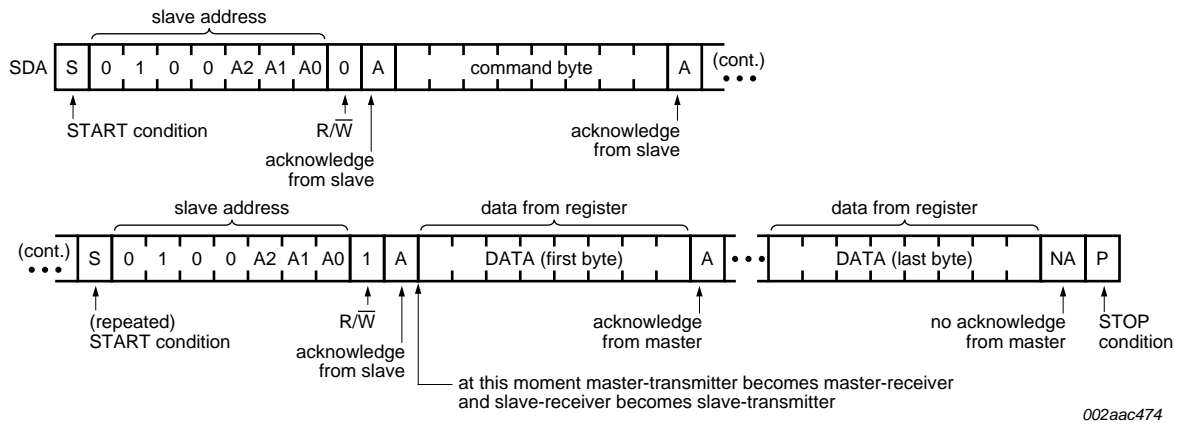 slave address
SDA S 0 1 0 0 A2 A1 A0 0 A command byte A (cont.)
START condition R/W̅ acknowledge from slave acknowledge from slave
slave address data from register data from register
(cont.) S 0 1 0 0 A2 A1 A0 1 A DATA (first byte) A DATA (last byte) NA P
(repeated) START condition R/W̅ acknowledge from slave acknowledge from master no acknowledge from master STOP condition
at this moment master-transmitter becomes master-receiver
and slave-receiver becomes slave-transmitter
002aac474